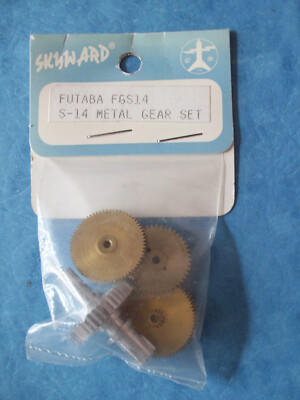 SKYWARD®
FUTABA FGS14
S-14 METAL GEAR SET